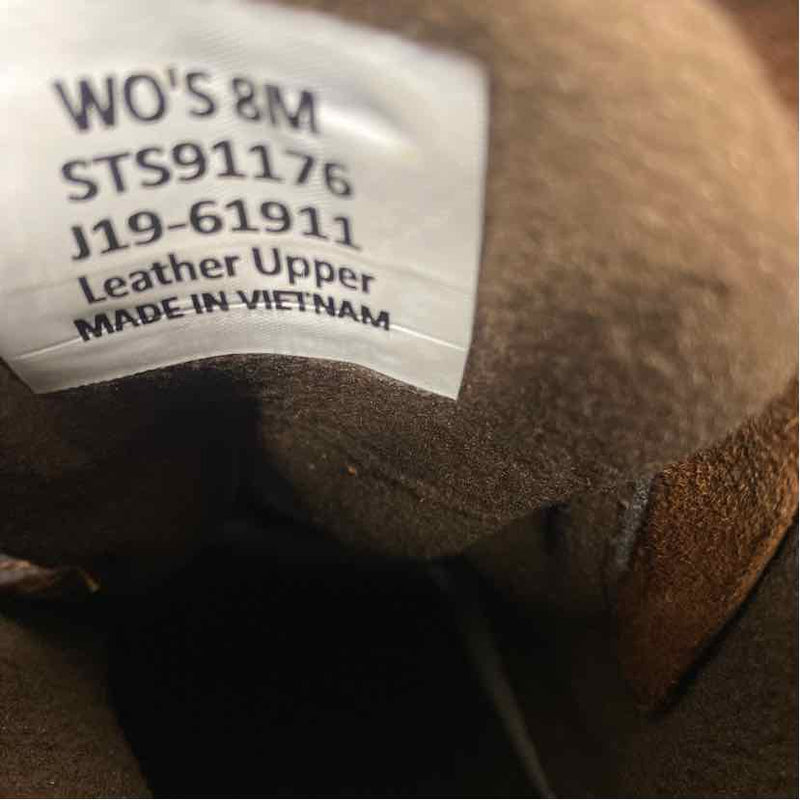 WO'S 8M
STS91176
J19-61911
Leather Upper
MADE IN VIETNAM